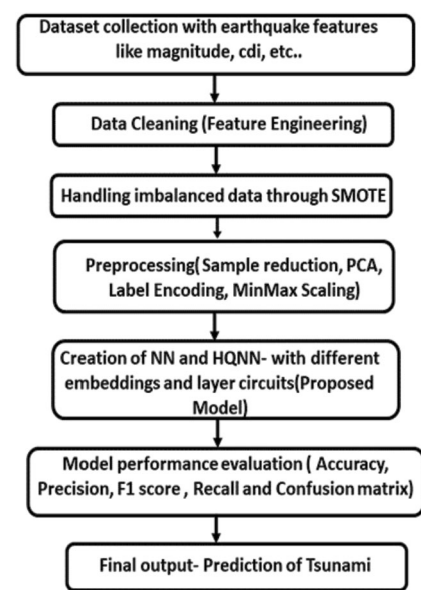 Dataset collection with earthquake features
like magnitude, cdi, etc..
Data Cleaning (Feature Engineering)
Handling imbalanced data through SMOTE
Preprocessing( Sample reduction, PCA,
Label Encoding, MinMax Scaling)
Creation of NN and HQNN- with different
embeddings and layer circuits(Proposed
Model)
Model performance evaluation ( Accuracy,
Precision, F1 score , Recall and Confusion matrix)
Final output- Prediction of Tsunami